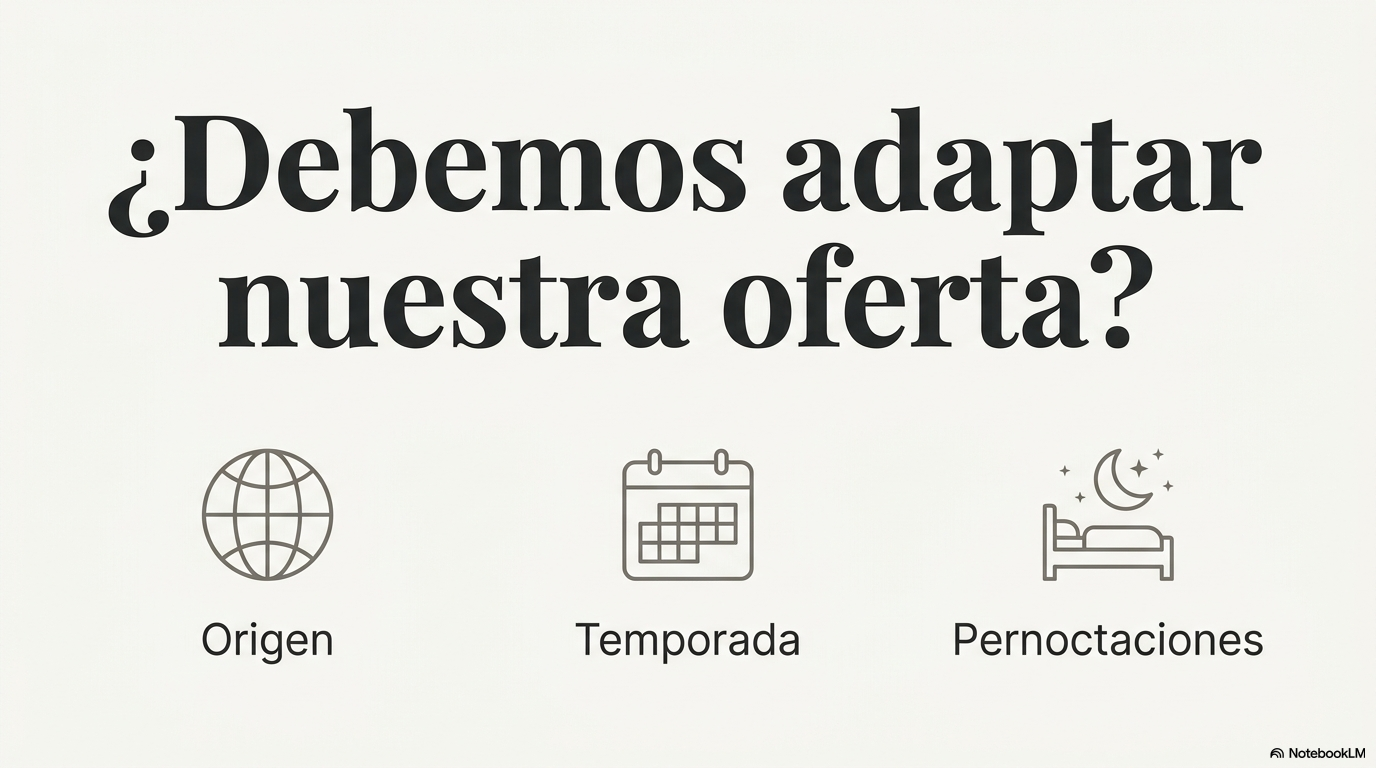 ¿Debemos adaptar
nuestra oferta?
Origen
Temporada
Pernoctaciones
NotebookLM